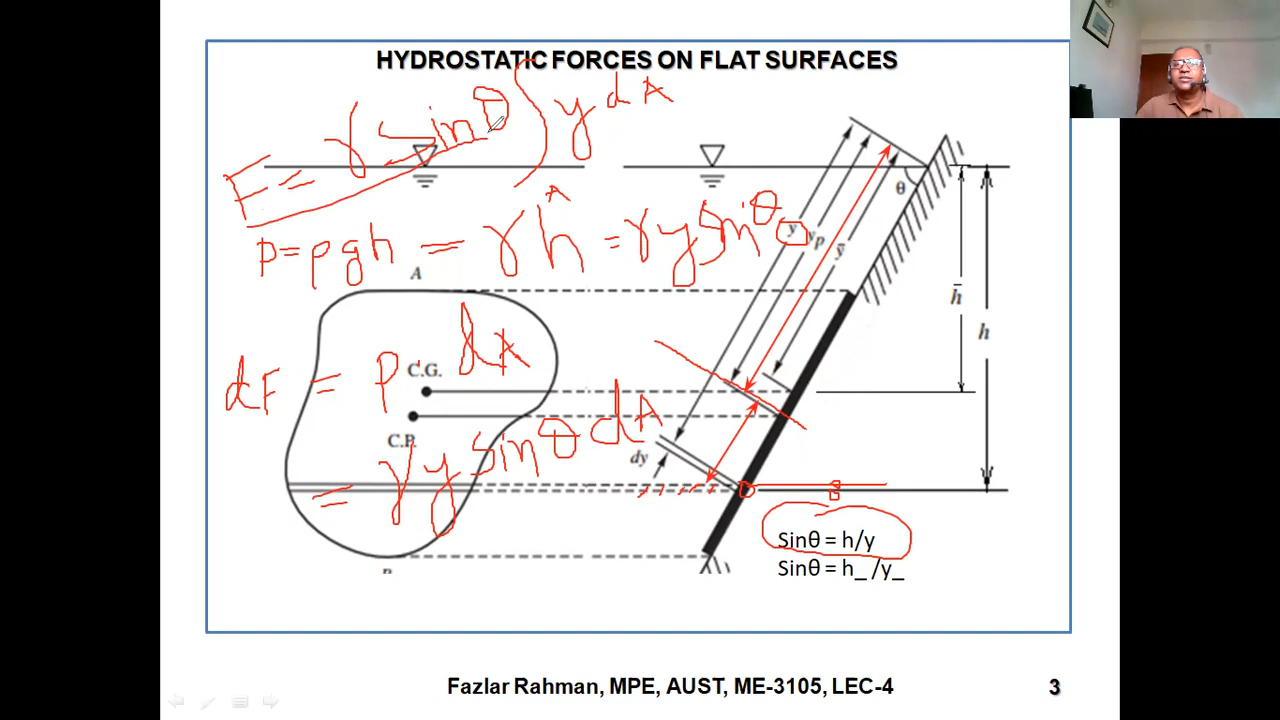 HYDROSTATIC FORCES ON FLAT SURFACES
F = γ sinθ ∫ y dA
A
θ
P = ρgh = γh = γy Sinθ
y
yp
ȳ
h̄
h
A
dF = P · dA
C.G.
C.P.
= γy sinθ dA
dy
Sinθ = h/y
Sinθ = h_ /y_
Fazlar Rahman, MPE, AUST, ME-3105, LEC-4
3